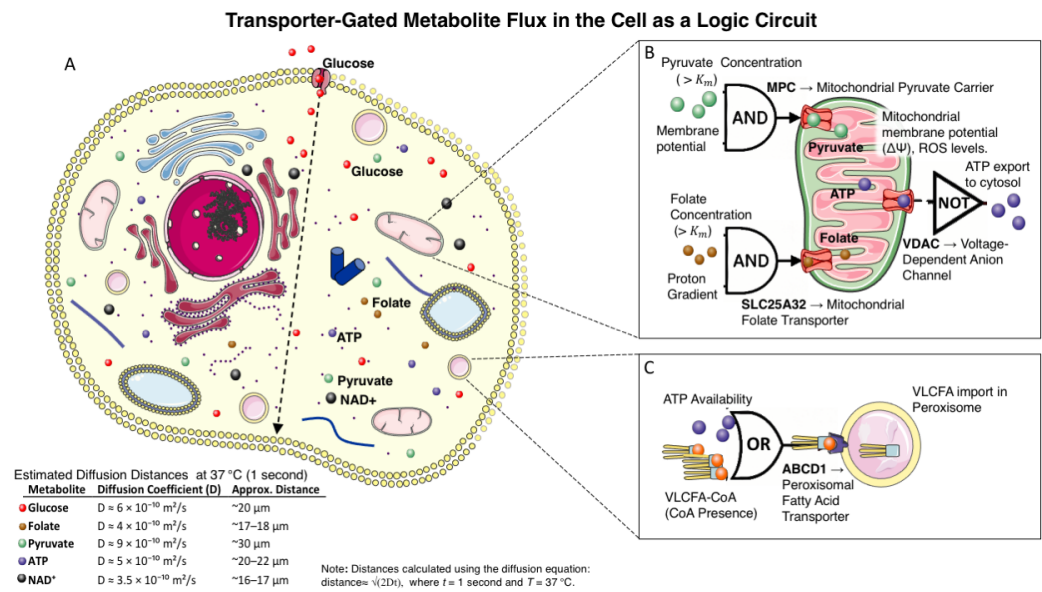 Transporter-Gated Metabolite Flux in the Cell as a Logic Circuit
A
Glucose
Glucose
Folate
ATP
Pyruvate
NAD+
Estimated Diffusion Distances at 37 °C (1 second)
Metabolite Diffusion Coefficient (D) Approx. Distance
Glucose D ≈ 6 × 10⁻¹⁰ m²/s ~20 μm
Folate D ≈ 4 × 10⁻¹⁰ m²/s ~17–18 μm
Pyruvate D ≈ 9 × 10⁻¹⁰ m²/s ~30 μm
ATP D ≈ 5 × 10⁻¹⁰ m²/s ~20–22 μm
NAD⁺ D ≈ 3.5 × 10⁻¹⁰ m²/s ~16–17 μm
Note: Distances calculated using the diffusion equation:
distance≈ √(2Dt), where t = 1 second and T = 37 °C.
B
Pyruvate Concentration
(> Kₘ)
Membrane
potential
AND
MPC → Mitochondrial Pyruvate Carrier
Pyruvate
Mitochondrial
membrane potential
(ΔΨ), ROS levels.
ATP
ATP export
to cytosol
NOT
Folate
Concentration
(> Kₘ)
Proton
Gradient
AND
Folate
VDAC → Voltage-
Dependent Anion
Channel
SLC25A32 → Mitochondrial
Folate Transporter
C
ATP Availability
VLCFA-CoA
(CoA Presence)
OR
ABCD1 →
Peroxisomal
Fatty Acid
Transporter
VLCFA import in
Peroxisome